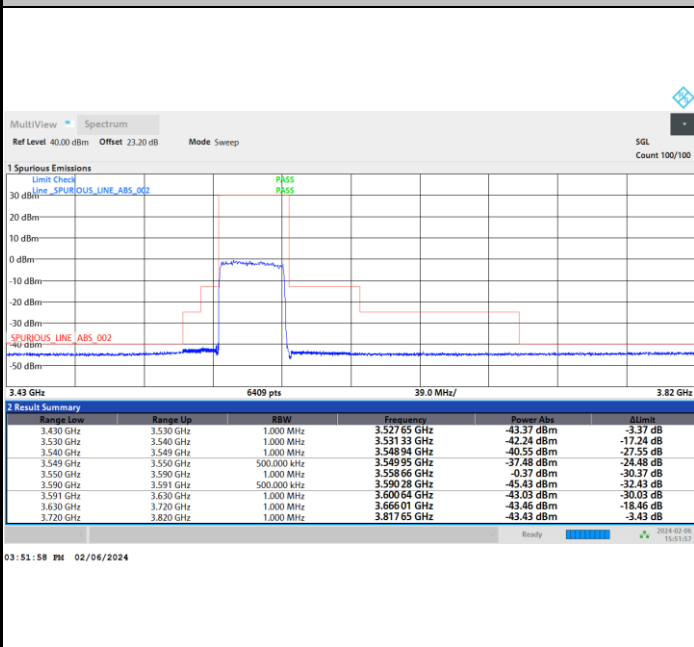 MultiView Spectrum
Ref Level 40.00 dBm Offset 23.20 dB Mode Sweep SGL
Count 100/100
1 Spurious Emissions
Limit Check PASS
Line _SPURIOUS_LINE_ABS_002 PASS
30 dBm
20 dBm
10 dBm
0 dBm
-10 dBm
-20 dBm
-30 dBm
SPURIOUS_LINE_ABS_002
-40 dBm
-50 dBm
3.43 GHz 6409 pts 39.0 MHz/ 3.82 GHz
2 Result Summary
Range Low Range Up RBW Frequency Power Abs ΔLimit
3.430 GHz 3.530 GHz 1.000 MHz 3.527 65 GHz -43.37 dBm -3.37 dB
3.530 GHz 3.540 GHz 1.000 MHz 3.531 33 GHz -42.24 dBm -17.24 dB
3.540 GHz 3.549 GHz 1.000 MHz 3.548 94 GHz -40.55 dBm -27.55 dB
3.549 GHz 3.550 GHz 500.000 kHz 3.549 95 GHz -37.48 dBm -24.48 dB
3.550 GHz 3.590 GHz 1.000 MHz 3.558 66 GHz -0.37 dBm -30.37 dB
3.590 GHz 3.591 GHz 500.000 kHz 3.590 28 GHz -45.43 dBm -32.43 dB
3.591 GHz 3.630 GHz 1.000 MHz 3.600 64 GHz -43.03 dBm -30.03 dB
3.630 GHz 3.720 GHz 1.000 MHz 3.666 01 GHz -43.46 dBm -18.46 dB
3.720 GHz 3.820 GHz 1.000 MHz 3.817 65 GHz -43.43 dBm -3.43 dB
Ready 2024-02-06
15:51:57
03:51:58 PM 02/06/2024